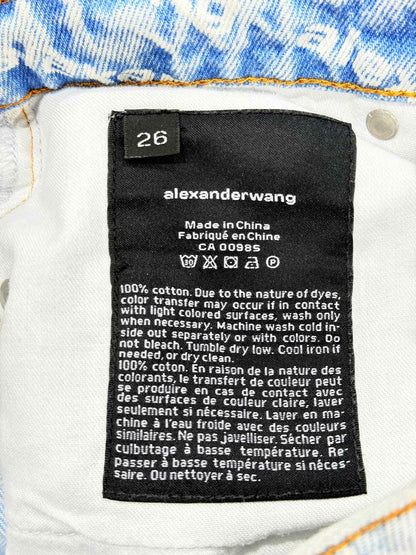 alexanderwang
26
alexanderwang
Made in China
Fabriqué en Chine
CA 00985
30 P
100% cotton. Due to the nature of dyes,
color transfer may occur if in contact
with light colored surfaces, wash only
when necessary. Machine wash cold in-
side out separately or with colors. Do
not bleach. Tumble dry low. Cool iron if
needed, or dry clean.
100% coton. En raison de la nature des
colorants, le transfert de couleur peut
se produire en cas de contact avec
des surfaces de couleur claire, laver
seulement si nécessaire. Laver en ma-
chine à l'eau froide avec des couleurs
similaires. Ne pas javelliser. Sécher par
culbutage à basse température. Re-
passer à basse température si néces-
saire. Ou nettoyer à sec.